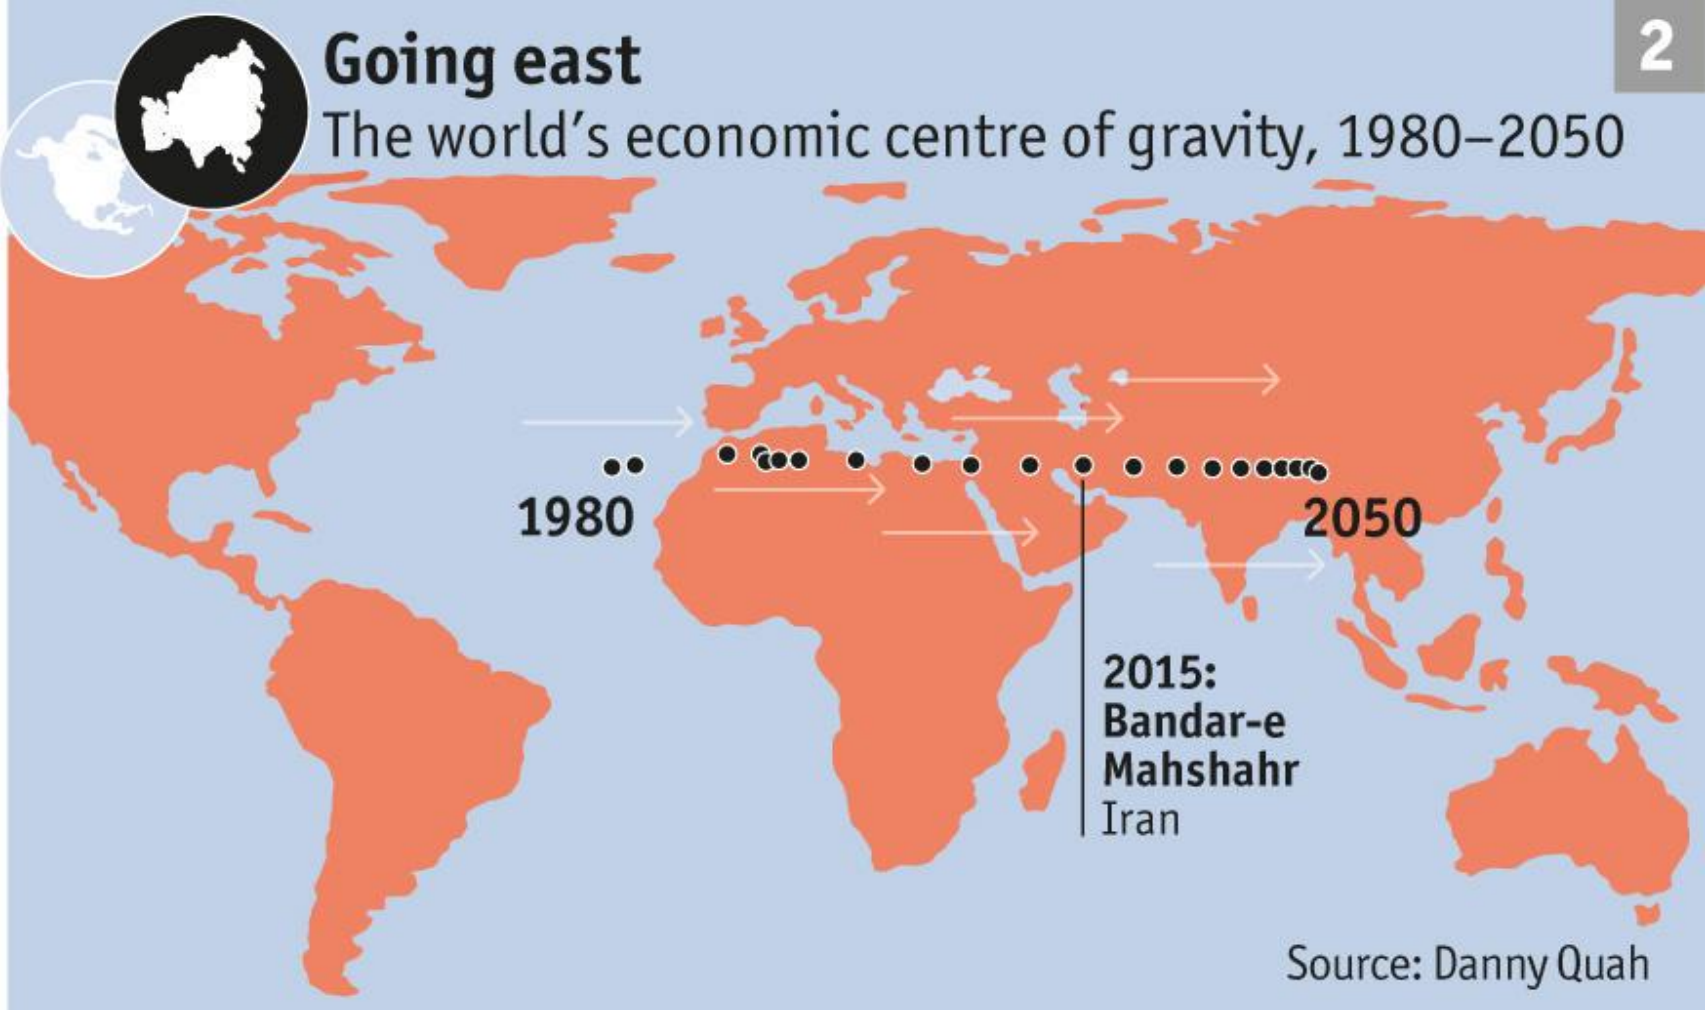 Going east
2
The world's economic centre of gravity, 1980–2050
1980
2050
2015:
Bandar-e
Mahshahr
Iran
Source: Danny Quah